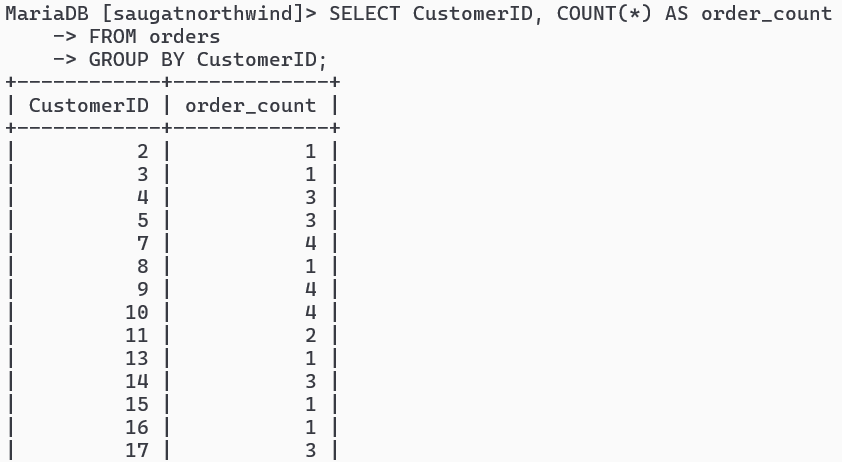 MariaDB [saugatnorthwind]> SELECT CustomerID, COUNT(*) AS order_count
    -> FROM orders
    -> GROUP BY CustomerID;
+------------+-------------+
| CustomerID | order_count |
+------------+-------------+
|          2 |           1 |
|          3 |           1 |
|          4 |           3 |
|          5 |           3 |
|          7 |           4 |
|          8 |           1 |
|          9 |           4 |
|         10 |           4 |
|         11 |           2 |
|         13 |           1 |
|         14 |           3 |
|         15 |           1 |
|         16 |           1 |
|         17 |           3 |